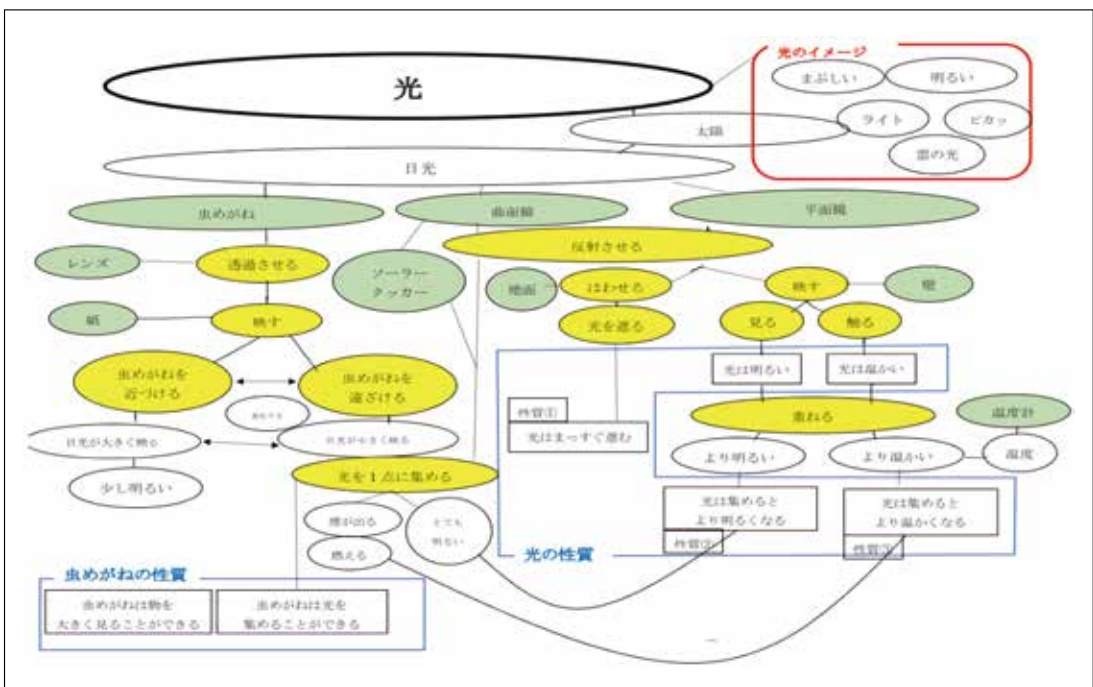 光
光のイメージ
まぶしい
明るい
太陽
ライト
ピカッ
雷の光
日光
虫めがね
曲面鏡
平面鏡
反射させる
レンズ
透過させる
ソーラー
クッカー
地面
はわせる
映す
壁
紙
映す
光を遮る
見る
触る
虫めがねを
近づける
虫めがねを
遠ざける
光は明るい
光は温かい
性質①
重ねる
温度計
日光が大きく映る
日光が小さく映る
光はまっすぐ進む
より明るい
より温かい
温度
少し明るい
光を1点に集める
煙が出る
とても
明るい
燃える
光は集めると
より明るくなる
光は集めると
より温かくなる
性質②
性質③
光の性質
虫めがねの性質
虫めがねは物を
大きく見ることができる
虫めがねは光を
集めることができる